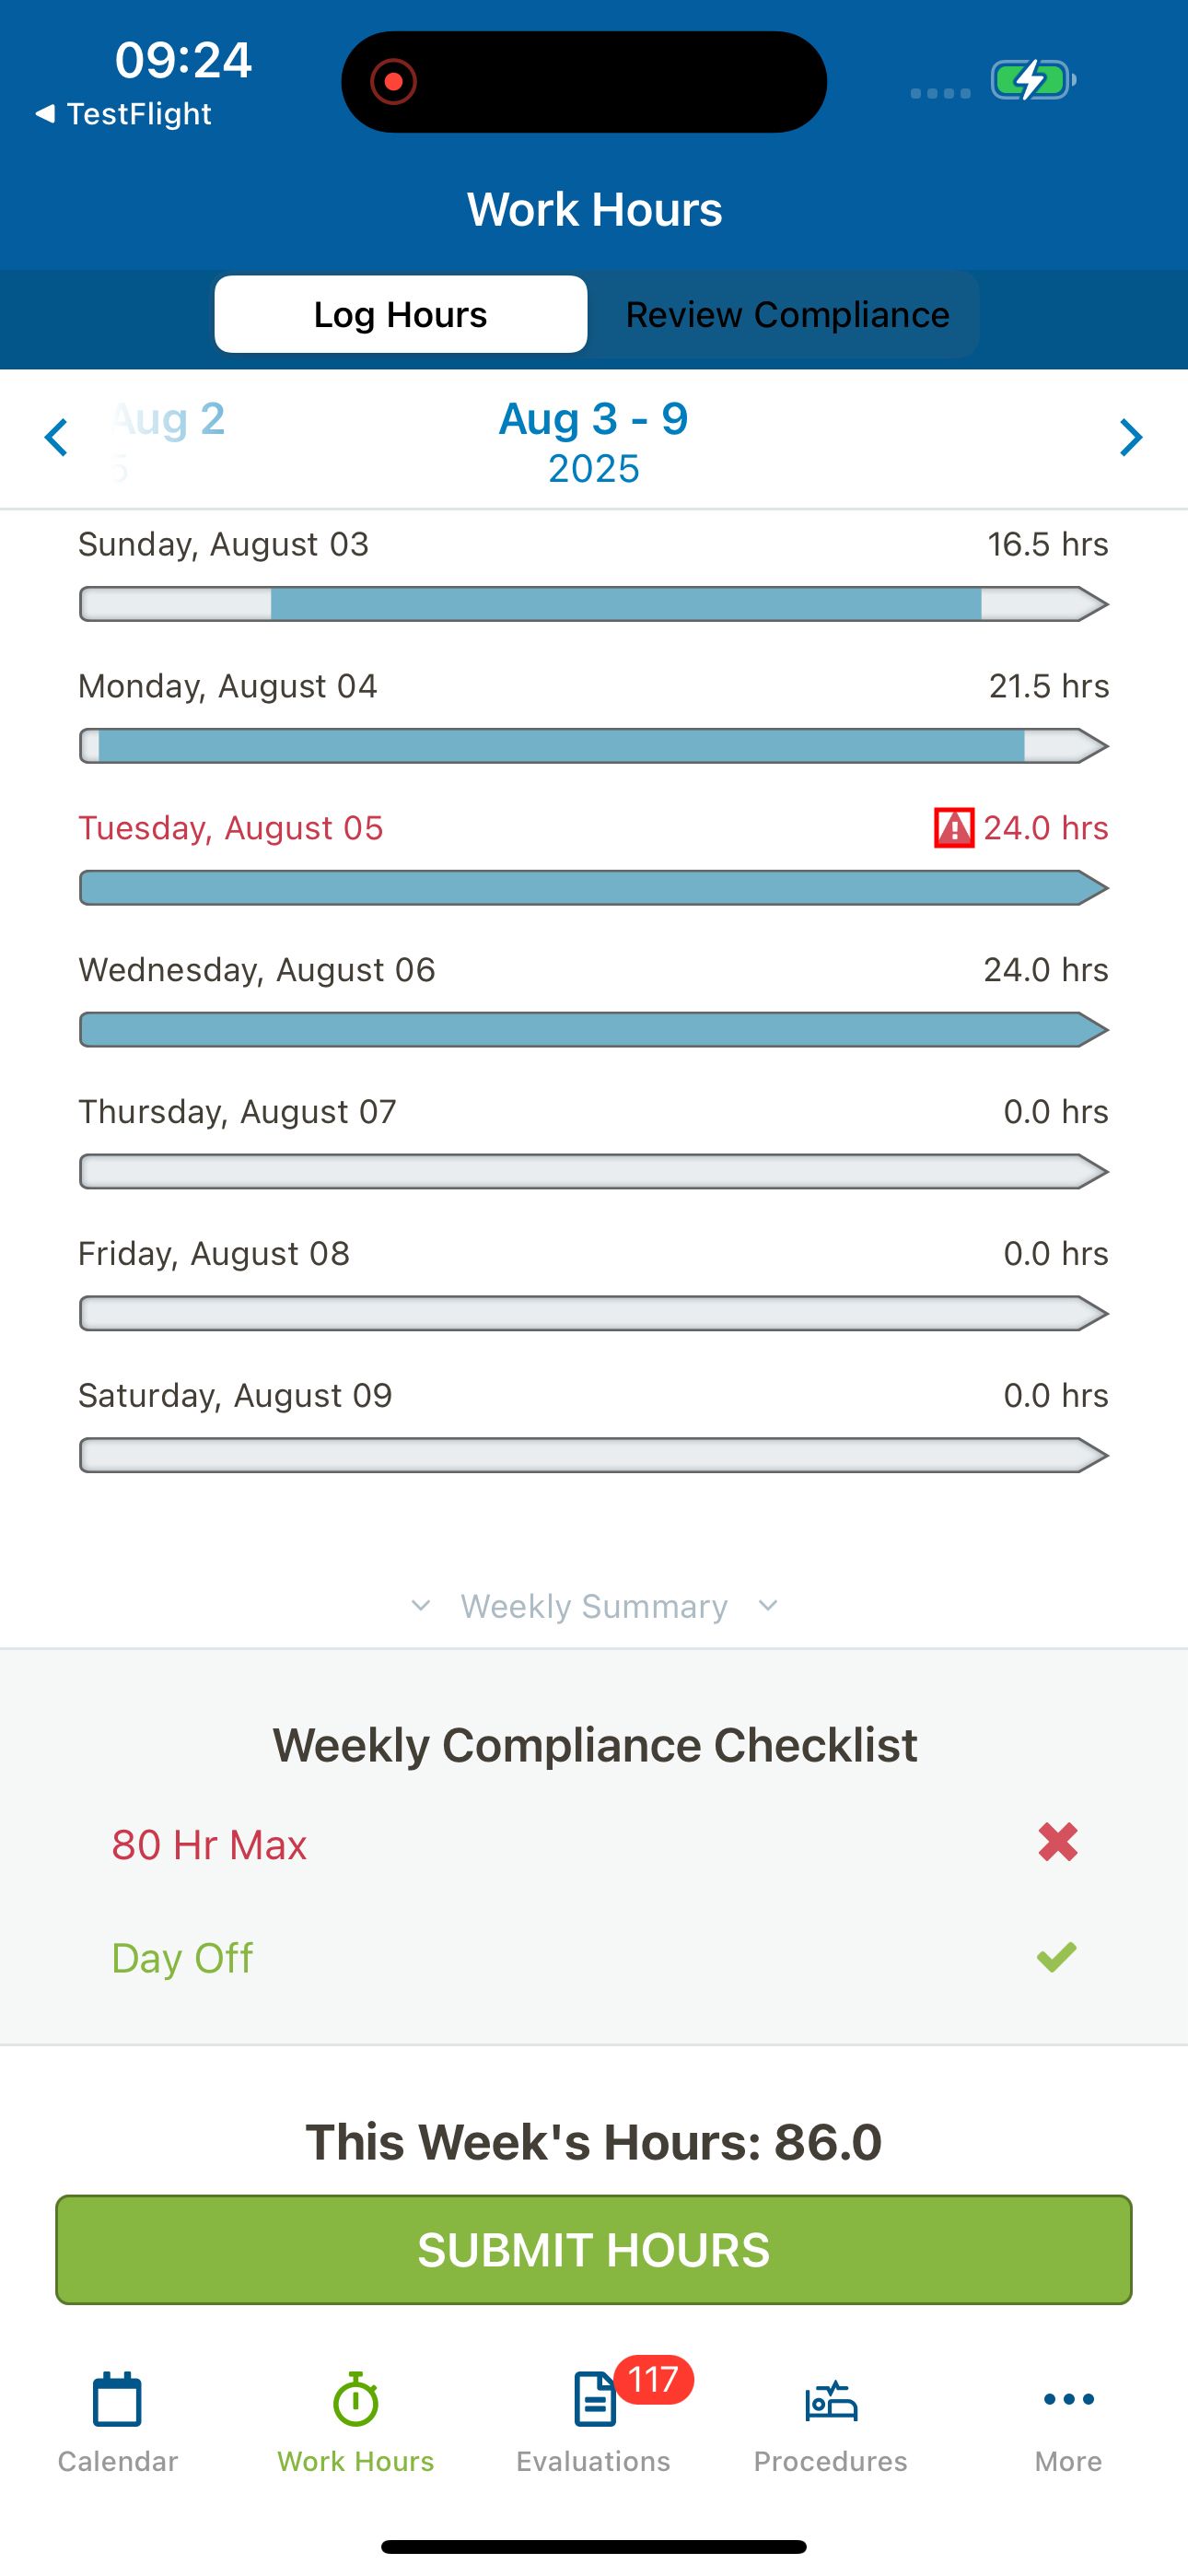 09:24
TestFlight
Work Hours
Log Hours
Review Compliance
Aug 2
5
Aug 3 - 9
2025
Sunday, August 03
16.5 hrs
Monday, August 04
21.5 hrs
Tuesday, August 05
24.0 hrs
Wednesday, August 06
24.0 hrs
Thursday, August 07
0.0 hrs
Friday, August 08
0.0 hrs
Saturday, August 09
0.0 hrs
Weekly Summary
Weekly Compliance Checklist
80 Hr Max
Day Off
This Week's Hours: 86.0
SUBMIT HOURS
117
Calendar
Work Hours
Evaluations
Procedures
More